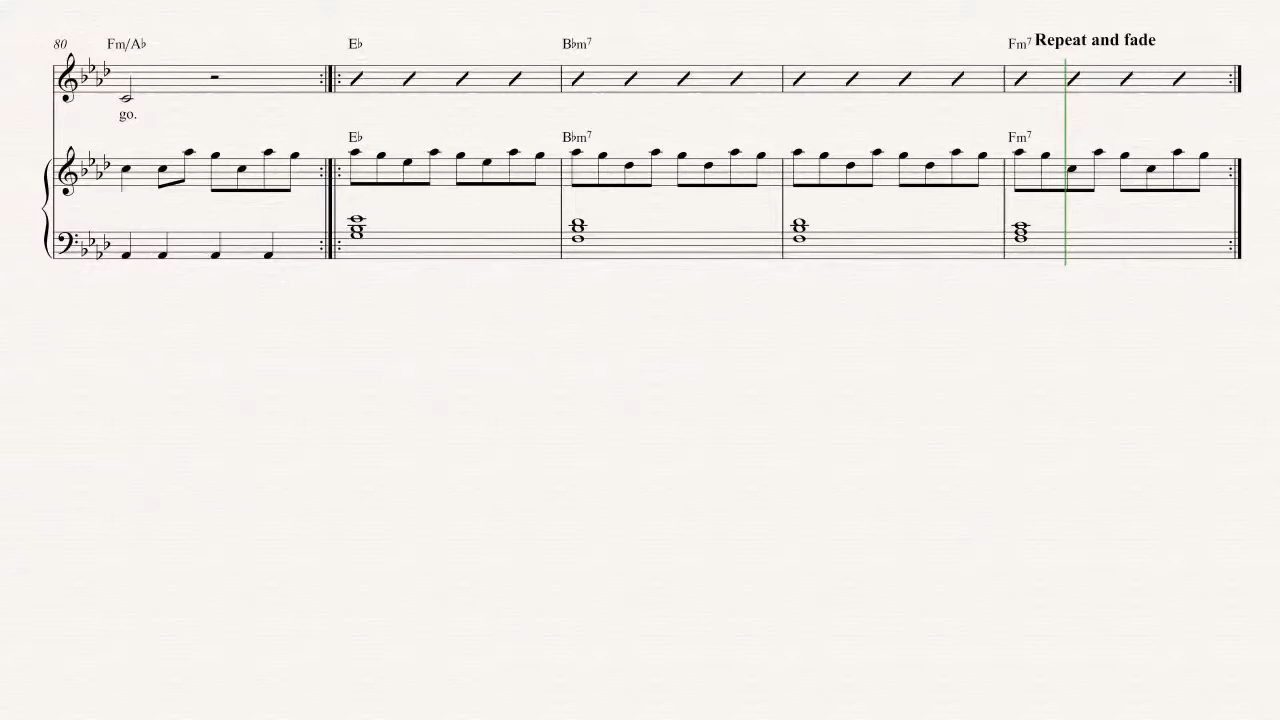 80 Fm/A♭ E♭ B♭m7 Fm7 Repeat and fade
go.
E♭ B♭m7 Fm7